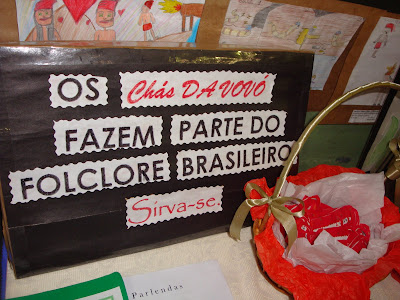 OS Chás DA VOVÓ
FAZEM PARTE DO
FOLCLORE BRASILEIRO
Sirva-se!
Parlendas